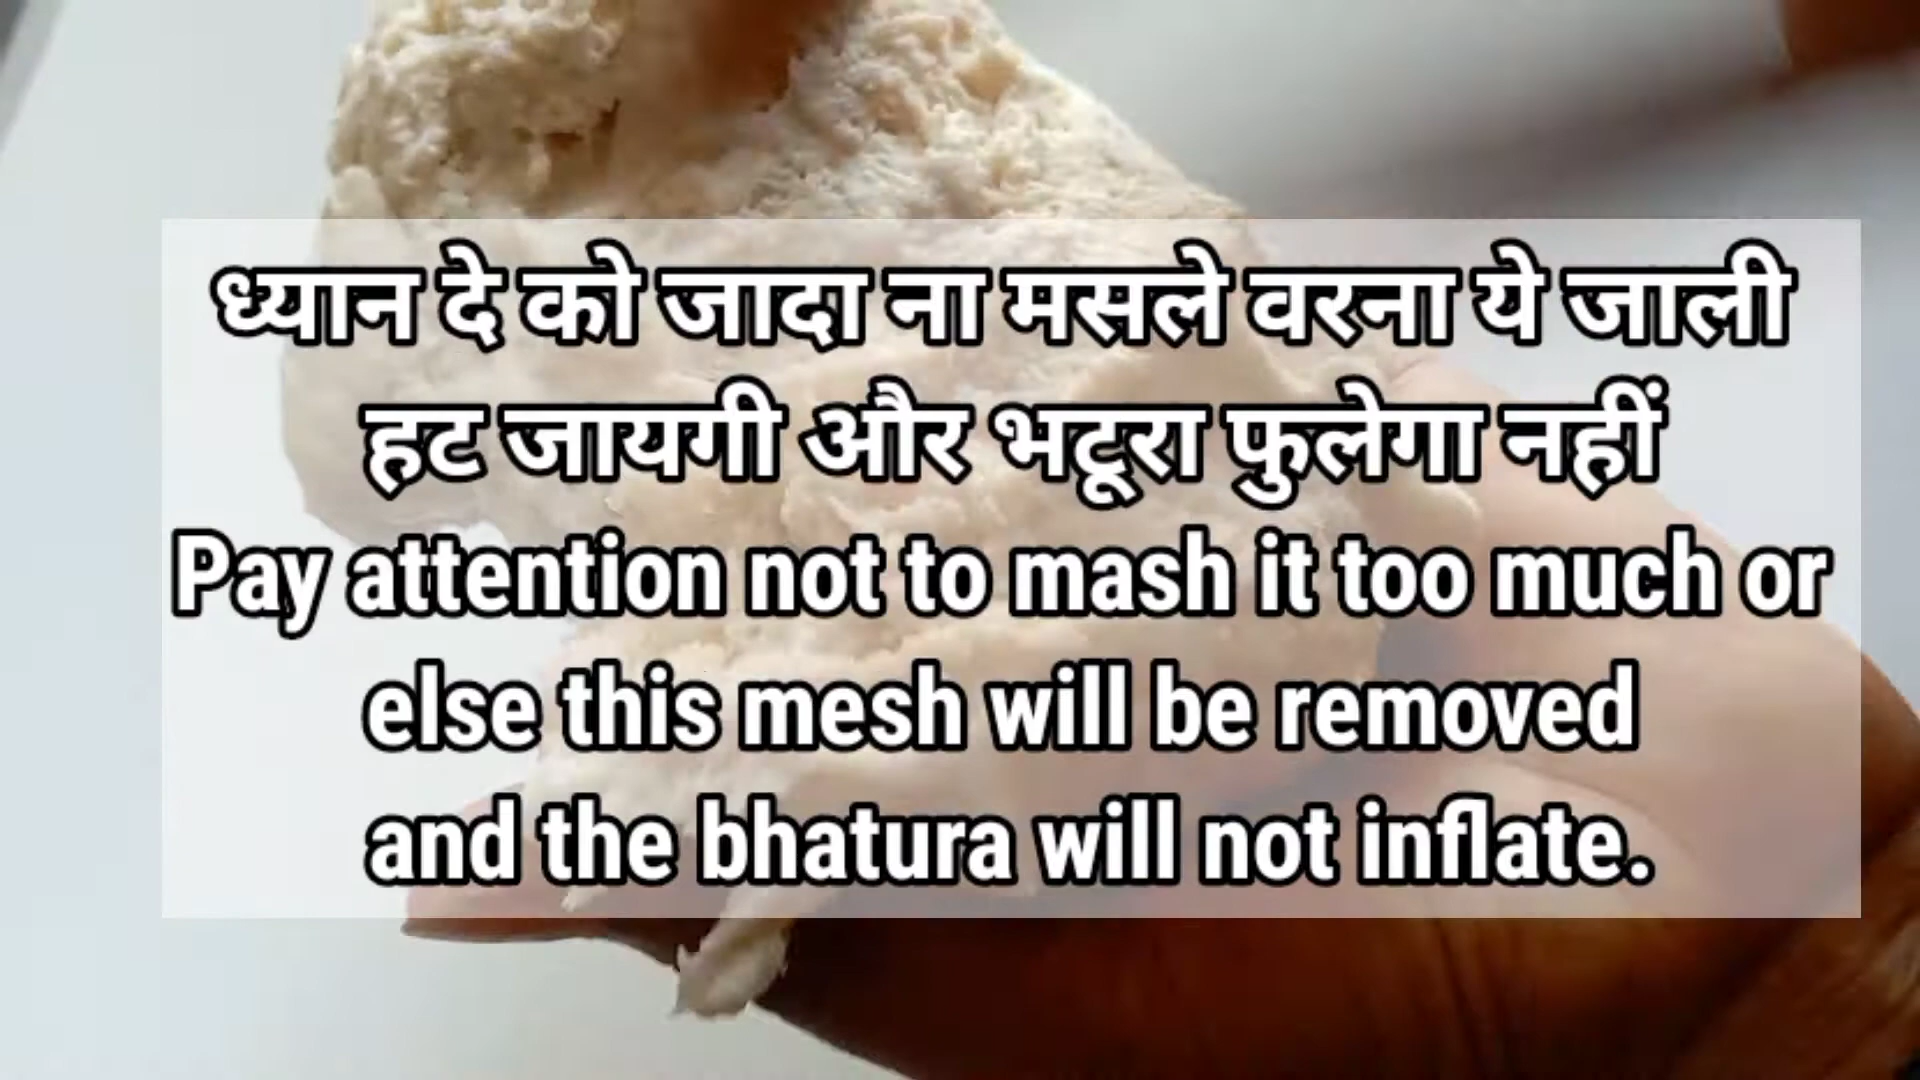 ध्यान दे को जादा ना मसले वरना ये जाली
हट जायगी और भटूरा फुलेगा नहीं
Pay attention not to mash it too much or
else this mesh will be removed
and the bhatura will not inflate.